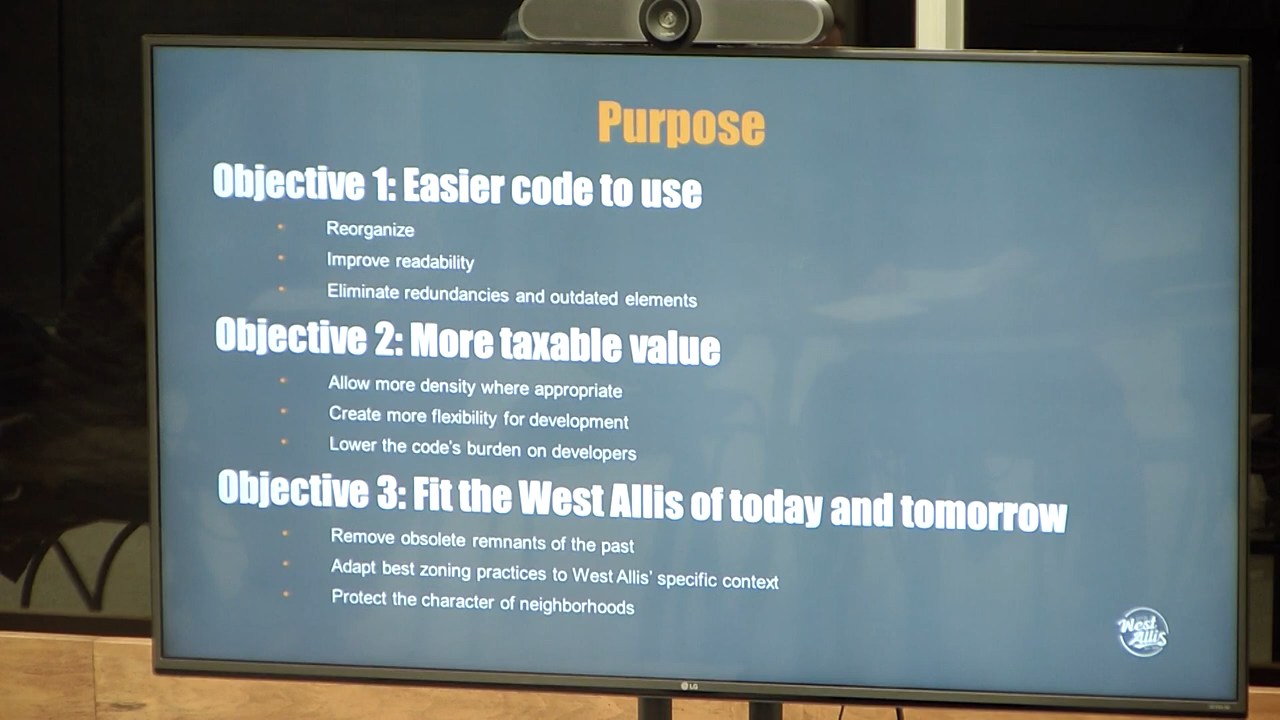 Purpose
Objective 1: Easier code to use
Reorganize
Improve readability
Eliminate redundancies and outdated elements
Objective 2: More taxable value
Allow more density where appropriate
Create more flexibility for development
Lower the code's burden on developers
Objective 3: Fit the West Allis of today and tomorrow
Remove obsolete remnants of the past
Adapt best zoning practices to West Allis' specific context
Protect the character of neighborhoods
West
Allis
LG